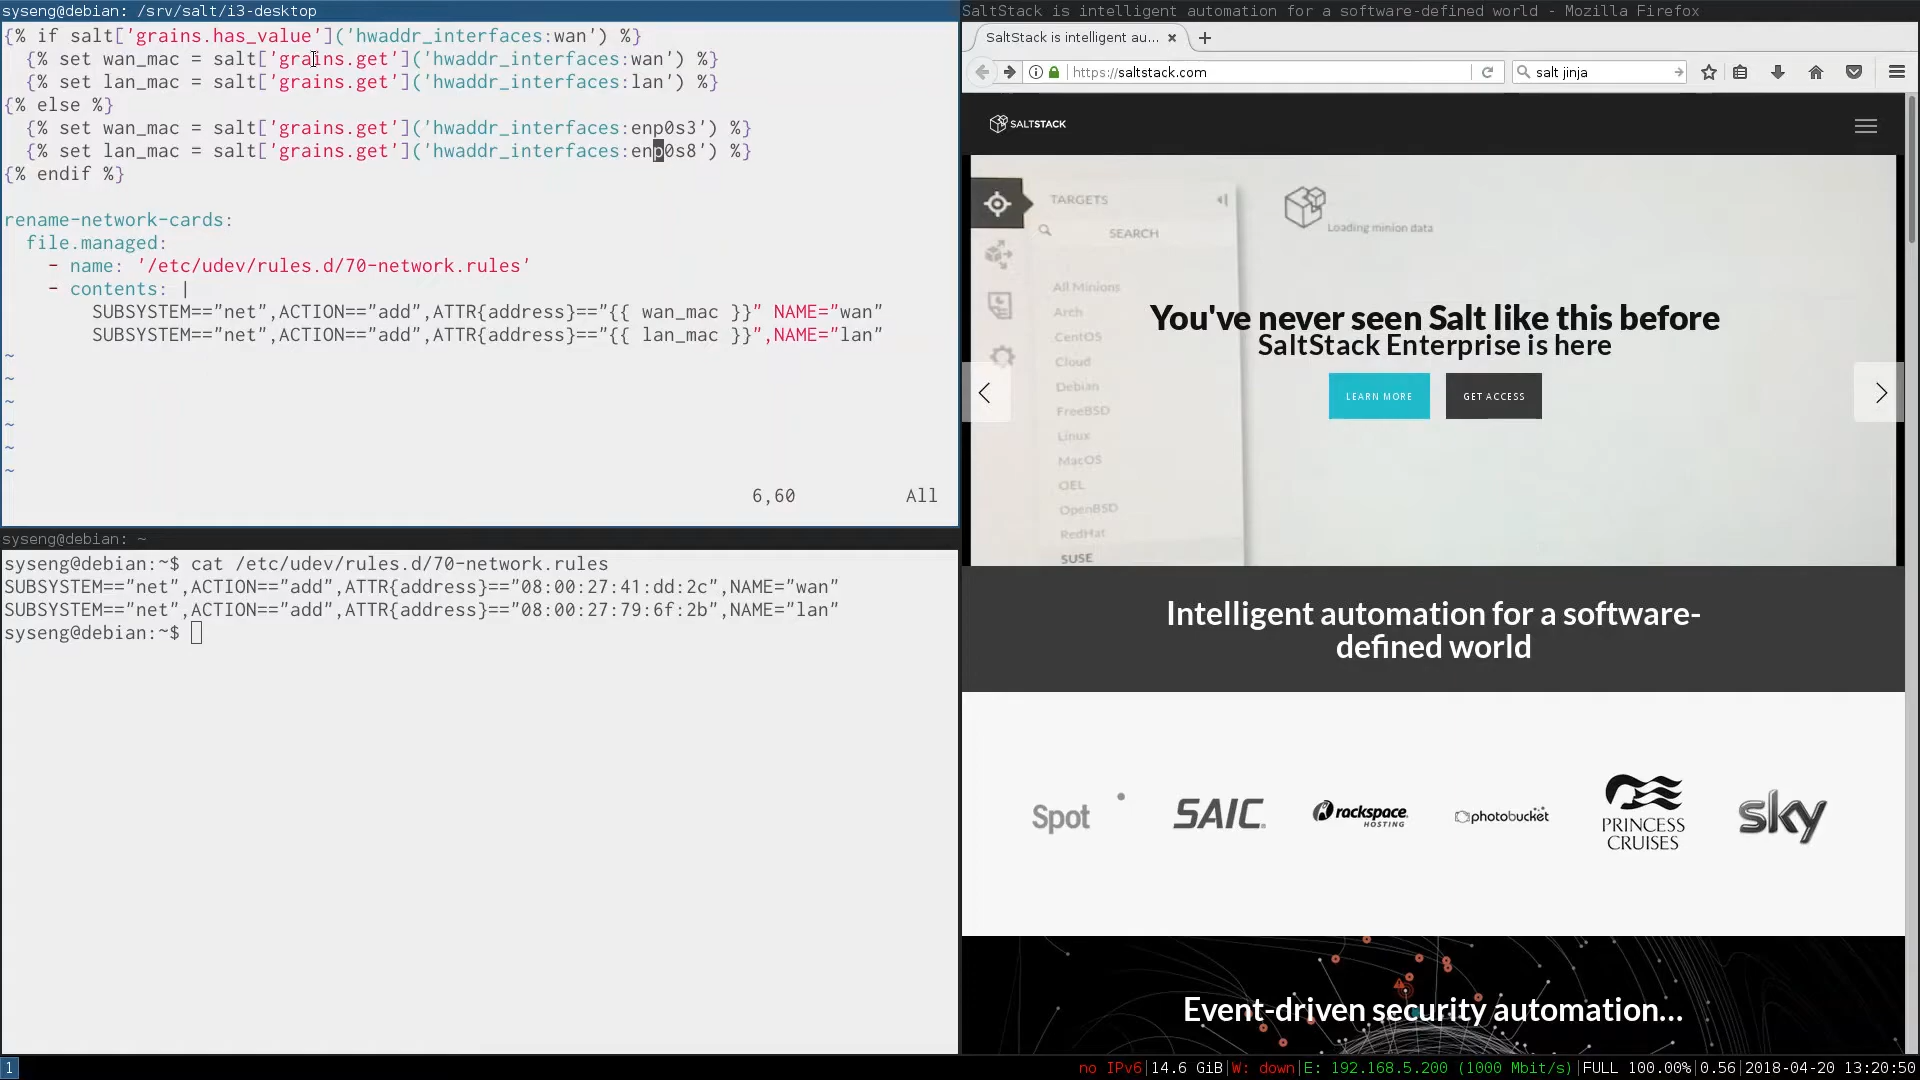 syseng@debian: /srv/salt/i3-desktop
{% if salt['grains.has_value']('hwaddr_interfaces:wan') %}
  {% set wan_mac = salt['grains.get']('hwaddr_interfaces:wan') %}
  {% set lan_mac = salt['grains.get']('hwaddr_interfaces:lan') %}
{% else %}
  {% set wan_mac = salt['grains.get']('hwaddr_interfaces:enp0s3') %}
  {% set lan_mac = salt['grains.get']('hwaddr_interfaces:enp0s8') %}
{% endif %}
rename-network-cards:
  file.managed:
    - name: '/etc/udev/rules.d/70-network.rules'
    - contents: |
        SUBSYSTEM=="net",ACTION=="add",ATTR{address}=="{{ wan_mac }}" NAME="wan"
        SUBSYSTEM=="net",ACTION=="add",ATTR{address}=="{{ lan_mac }}",NAME="lan"
~
~
~
~
~
~
6,60 All
syseng@debian: ~
syseng@debian:~$ cat /etc/udev/rules.d/70-network.rules
SUBSYSTEM=="net",ACTION=="add",ATTR{address}=="08:00:27:41:dd:2c",NAME="wan"
SUBSYSTEM=="net",ACTION=="add",ATTR{address}=="08:00:27:79:6f:2b",NAME="lan"
syseng@debian:~$
SaltStack is intelligent automation for a software-defined world - Mozilla Firefox
SaltStack is intelligent au...
https://saltstack.com
salt jinja
SALTSTACK
TARGETS
SEARCH
Loading minion data
All Minions
Arch
CentOS
Cloud
Debian
FreeBSD
Linux
MacOS
OEL
OpenBSD
RedHat
SUSE
You've never seen Salt like this before
SaltStack Enterprise is here
LEARN MORE
GET ACCESS
Intelligent automation for a software-
defined world
Spot
SAIC
rackspace
HOSTING
photobucket
PRINCESS
CRUISES
sky
Event-driven security automation...
1
no IPv6|14.6 GiB|W: down|E: 192.168.5.200 (1000 Mbit/s)|FULL 100.00%|0.56|2018-04-20 13:20:50